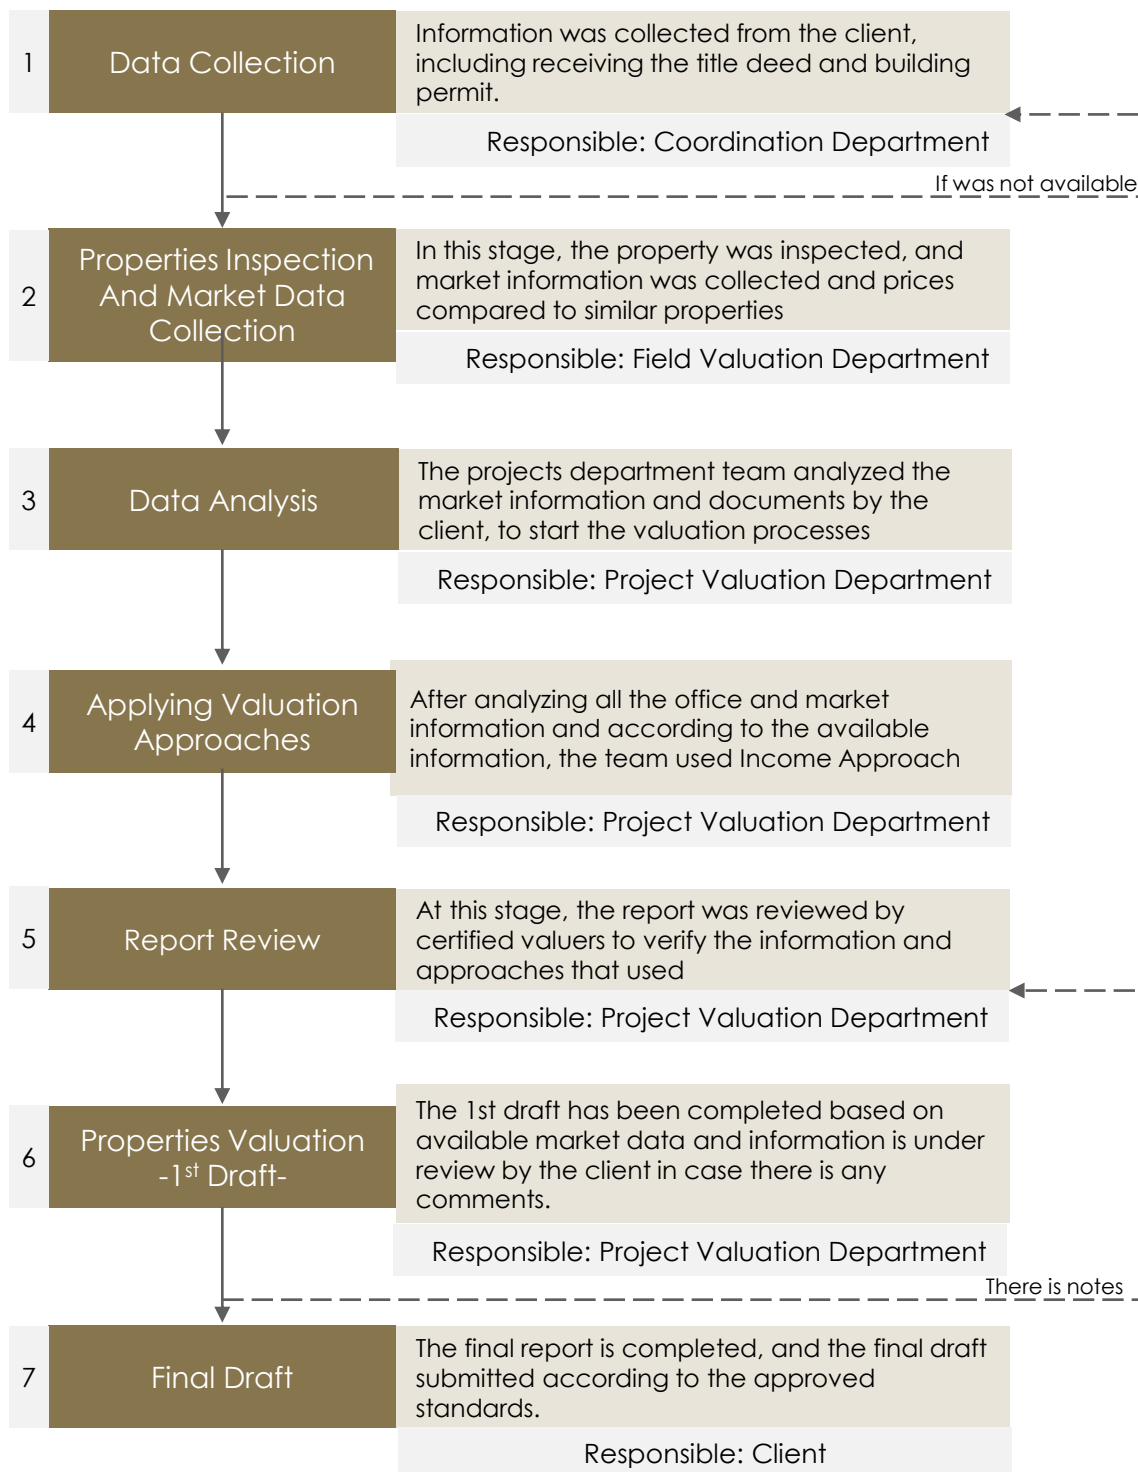 1
Data Collection
Information was collected from the client,
including receiving the title deed and building
permit.
Responsible: Coordination Department
If was not available
2
Properties Inspection
And Market Data
Collection
In this stage, the property was inspected, and
market information was collected and prices
compared to similar properties
Responsible: Field Valuation Department
3
Data Analysis
The projects department team analyzed the
market information and documents by the
client, to start the valuation processes
Responsible: Project Valuation Department
4
Applying Valuation
Approaches
After analyzing all the office and market
information and according to the available
information, the team used Income Approach
Responsible: Project Valuation Department
5
Report Review
At this stage, the report was reviewed by
certified valuers to verify the information and
approaches that used
Responsible: Project Valuation Department
6
Properties Valuation
-1st Draft-
The 1st draft has been completed based on
available market data and information is under
review by the client in case there is any
comments.
Responsible: Project Valuation Department
There is notes
7
Final Draft
The final report is completed, and the final draft
submitted according to the approved
standards.
Responsible: Client